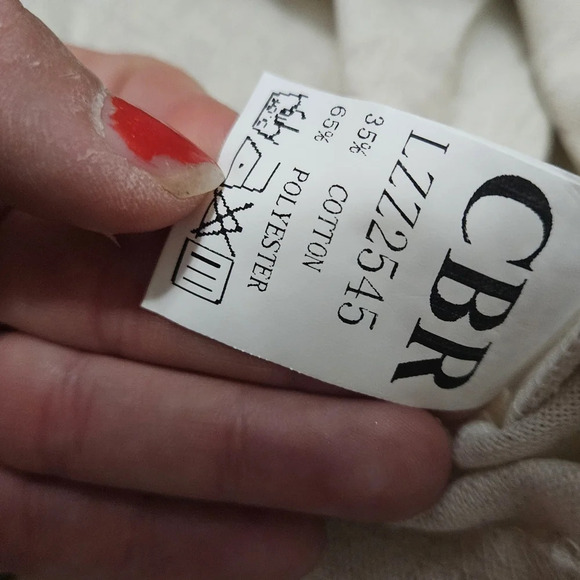 CBR
LZZ2545
35% COTTON
65% POLYESTER